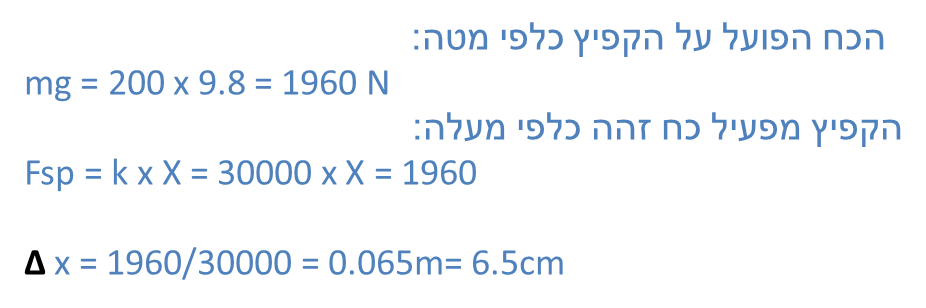 הכח הפועל על הקפיץ כלפי מטה:
mg = 200 x 9.8 = 1960 N
הקפיץ מפעיל כח זהה כלפי מעלה:
Fsp = k x X = 30000 x X = 1960
Δ x = 1960/30000 = 0.065m= 6.5cm